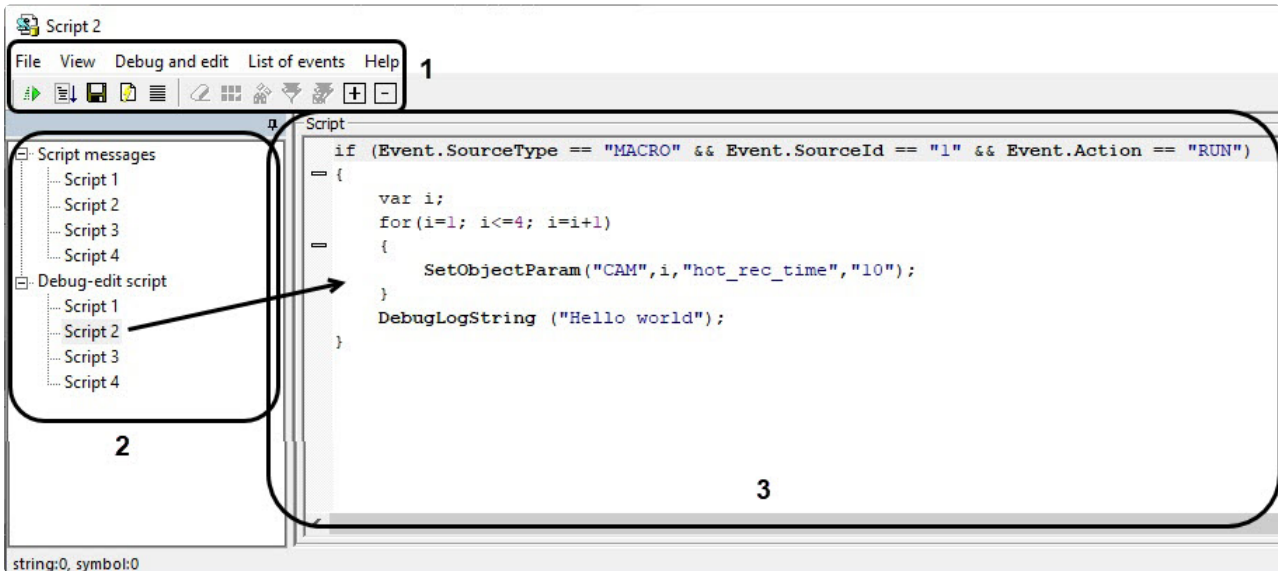 Script 2
File View Debug and edit List of events Help
1
Script
Script messages
Script 1
Script 2
Script 3
Script 4
Debug-edit script
Script 1
Script 2
Script 3
Script 4
2
if (Event.SourceType == "MACRO" && Event.SourceId == "1" && Event.Action == "RUN")
{
var i;
for(i=1; i<=4; i=i+1)
{
SetObjectParam("CAM",i,"hot_rec_time","10");
}
DebugLogString ("Hello world");
}
3
string:0, symbol:0